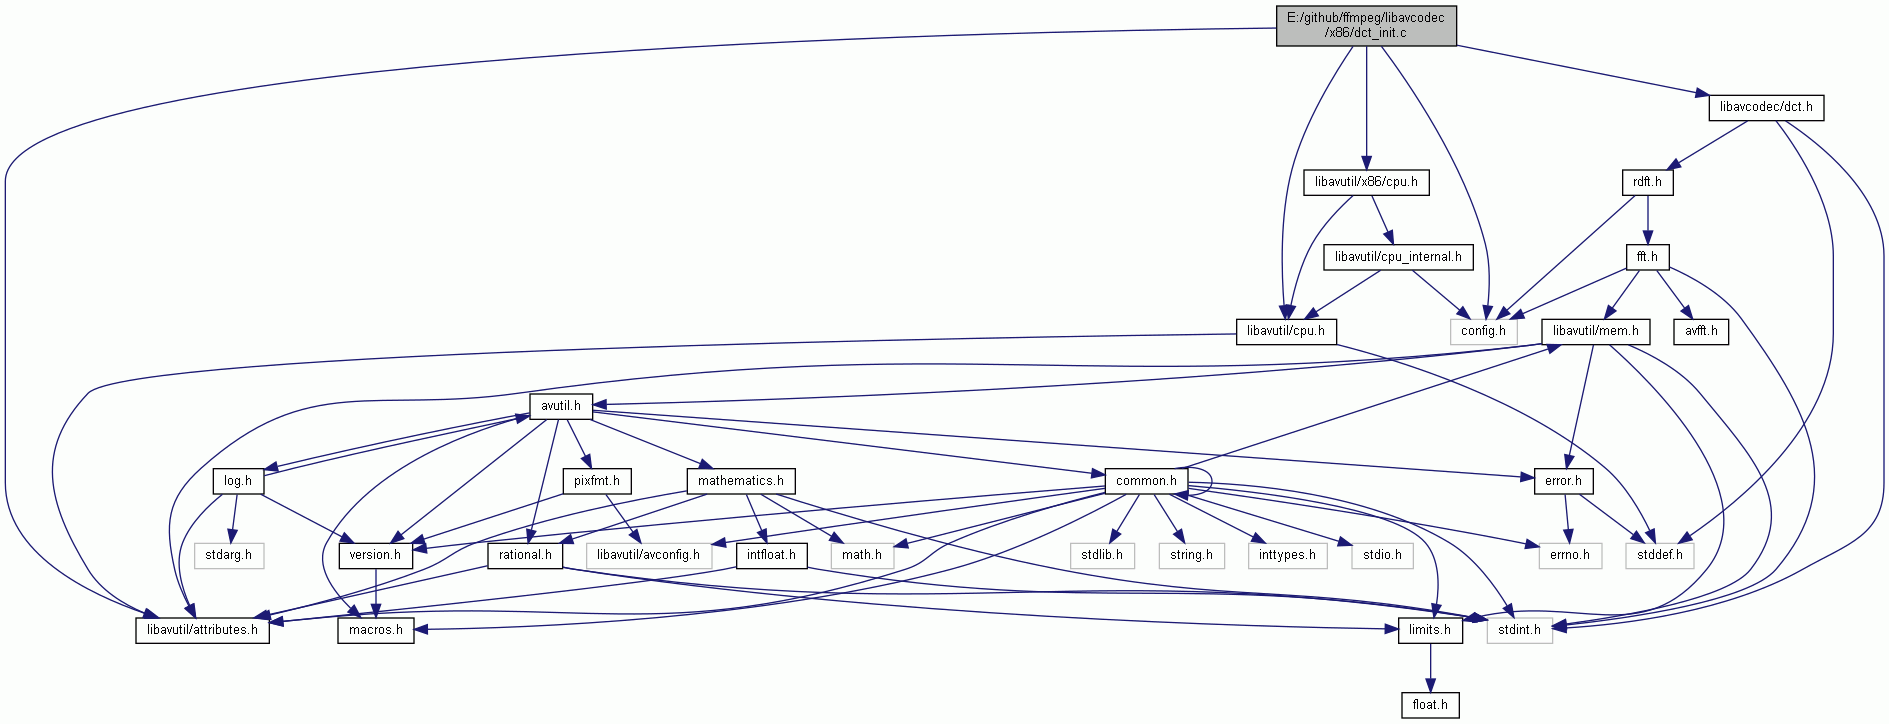 E:/github/ffmpeg/libavcodec
/x86/dct_init.c
libavcodec/dct.h
libavutil/x86/cpu.h
rdft.h
libavutil/cpu_internal.h
fft.h
libavutil/cpu.h
config.h
libavutil/mem.h
avfft.h
avutil.h
log.h
pixfmt.h
mathematics.h
common.h
error.h
stdarg.h
version.h
rational.h
libavutil/avconfig.h
intfloat.h
math.h
stdlib.h
string.h
inttypes.h
stdio.h
errno.h
stddef.h
libavutil/attributes.h
macros.h
limits.h
stdint.h
float.h